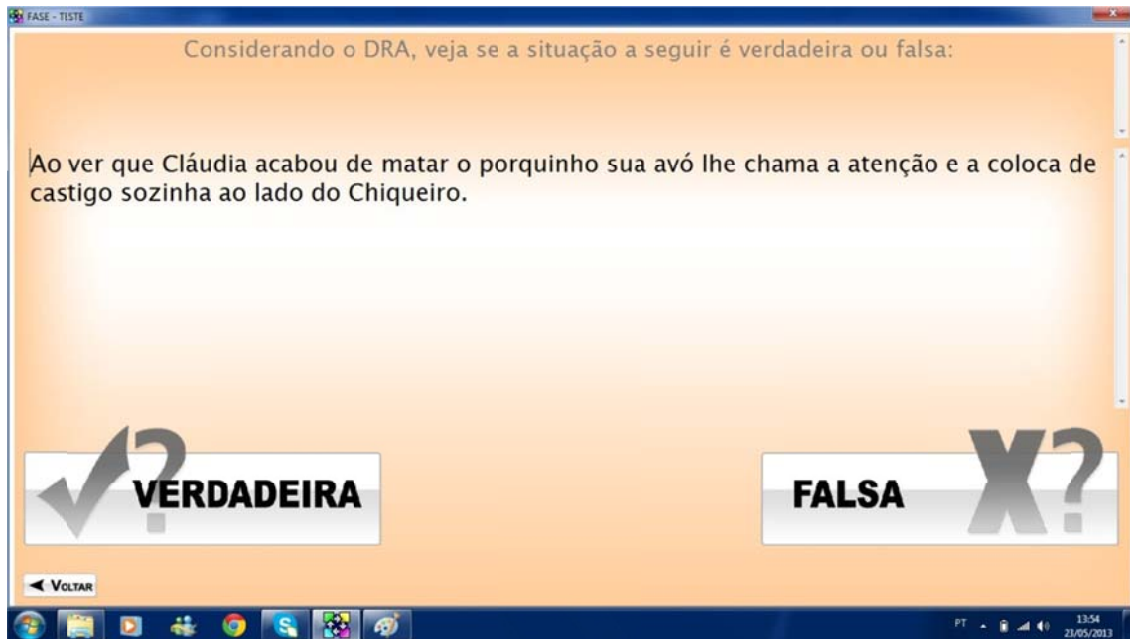 FASE - TISTE
Considerando o DRA, veja se a situação a seguir é verdadeira ou falsa:
Ao ver que Cláudia acabou de matar o porquinho sua avó lhe chama a atenção e a coloca de
castigo sozinha ao lado do Chiqueiro.
VERDADEIRA
FALSA
VOLTAR
PT
13:54
21/05/2013